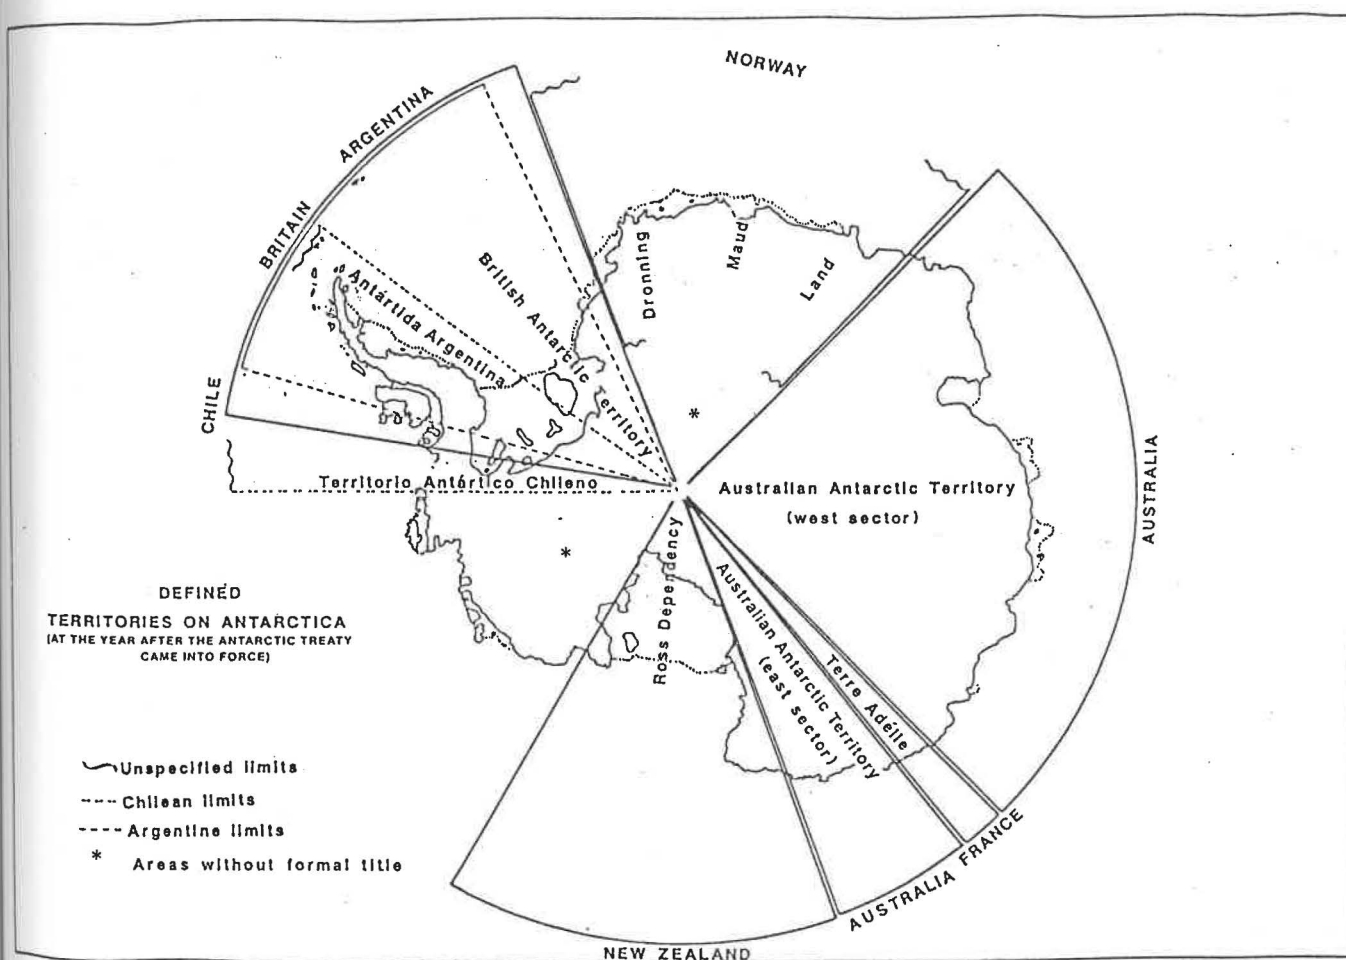 NORWAY
ARGENTINA
BRITAIN
CHILE
Dronning
Maud
Land
British Antarctic
Territory
Antártida Argentina
Territorio Antártico Chileno
*
Australian Antarctic Territory
(west sector)
AUSTRALIA
*
Ross Dependency
Australian Antarctic Territory
(east sector)
Terre Adélie
DEFINED
TERRITORIES ON ANTARCTICA
(AT THE YEAR AFTER THE ANTARCTIC TREATY
CAME INTO FORCE)
Unspecified limits
Chilean limits
Argentine limits
* Areas without formal title
FRANCE
AUSTRALIA
NEW ZEALAND